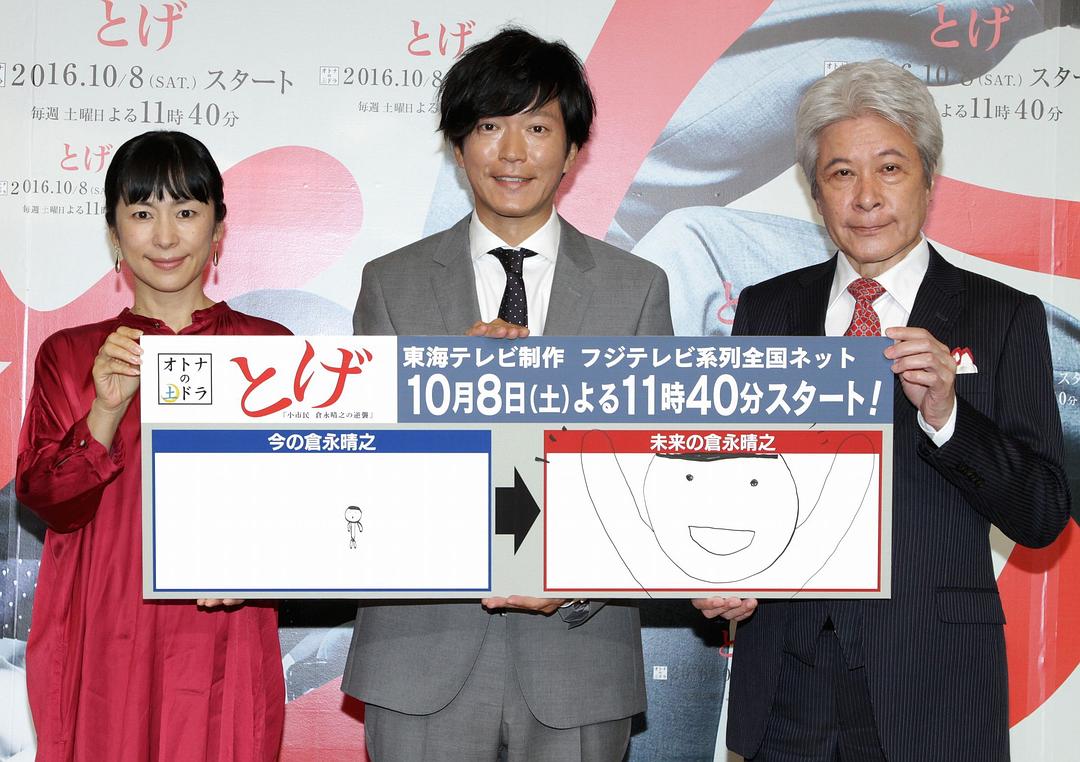 とげ
2016.10/8 (SAT.) スタート
毎週 土曜日 よる11時40分
とげ
2016.10/8
毎週 土曜日
とげ
10/8 (SAT.) スタ
よる11時40分
とげ
2016.10/8 (SA
毎週 土曜日 よる11
オトナ
の
土ドラ
とげ
『小市民 倉永晴之の逆襲』
東海テレビ制作 フジテレビ系列全国ネット
10月8日(土)よる11時40分スタート!
今の倉永晴之
未来の倉永晴之